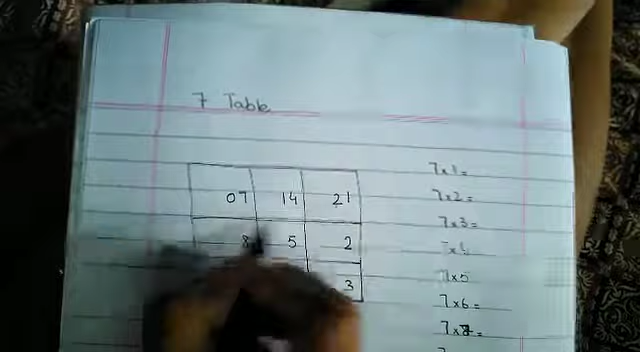 7 Table
07 14 21
8 5 2
3
7x1=
7x2=
7x3=
7x5
7x6=
7x7=